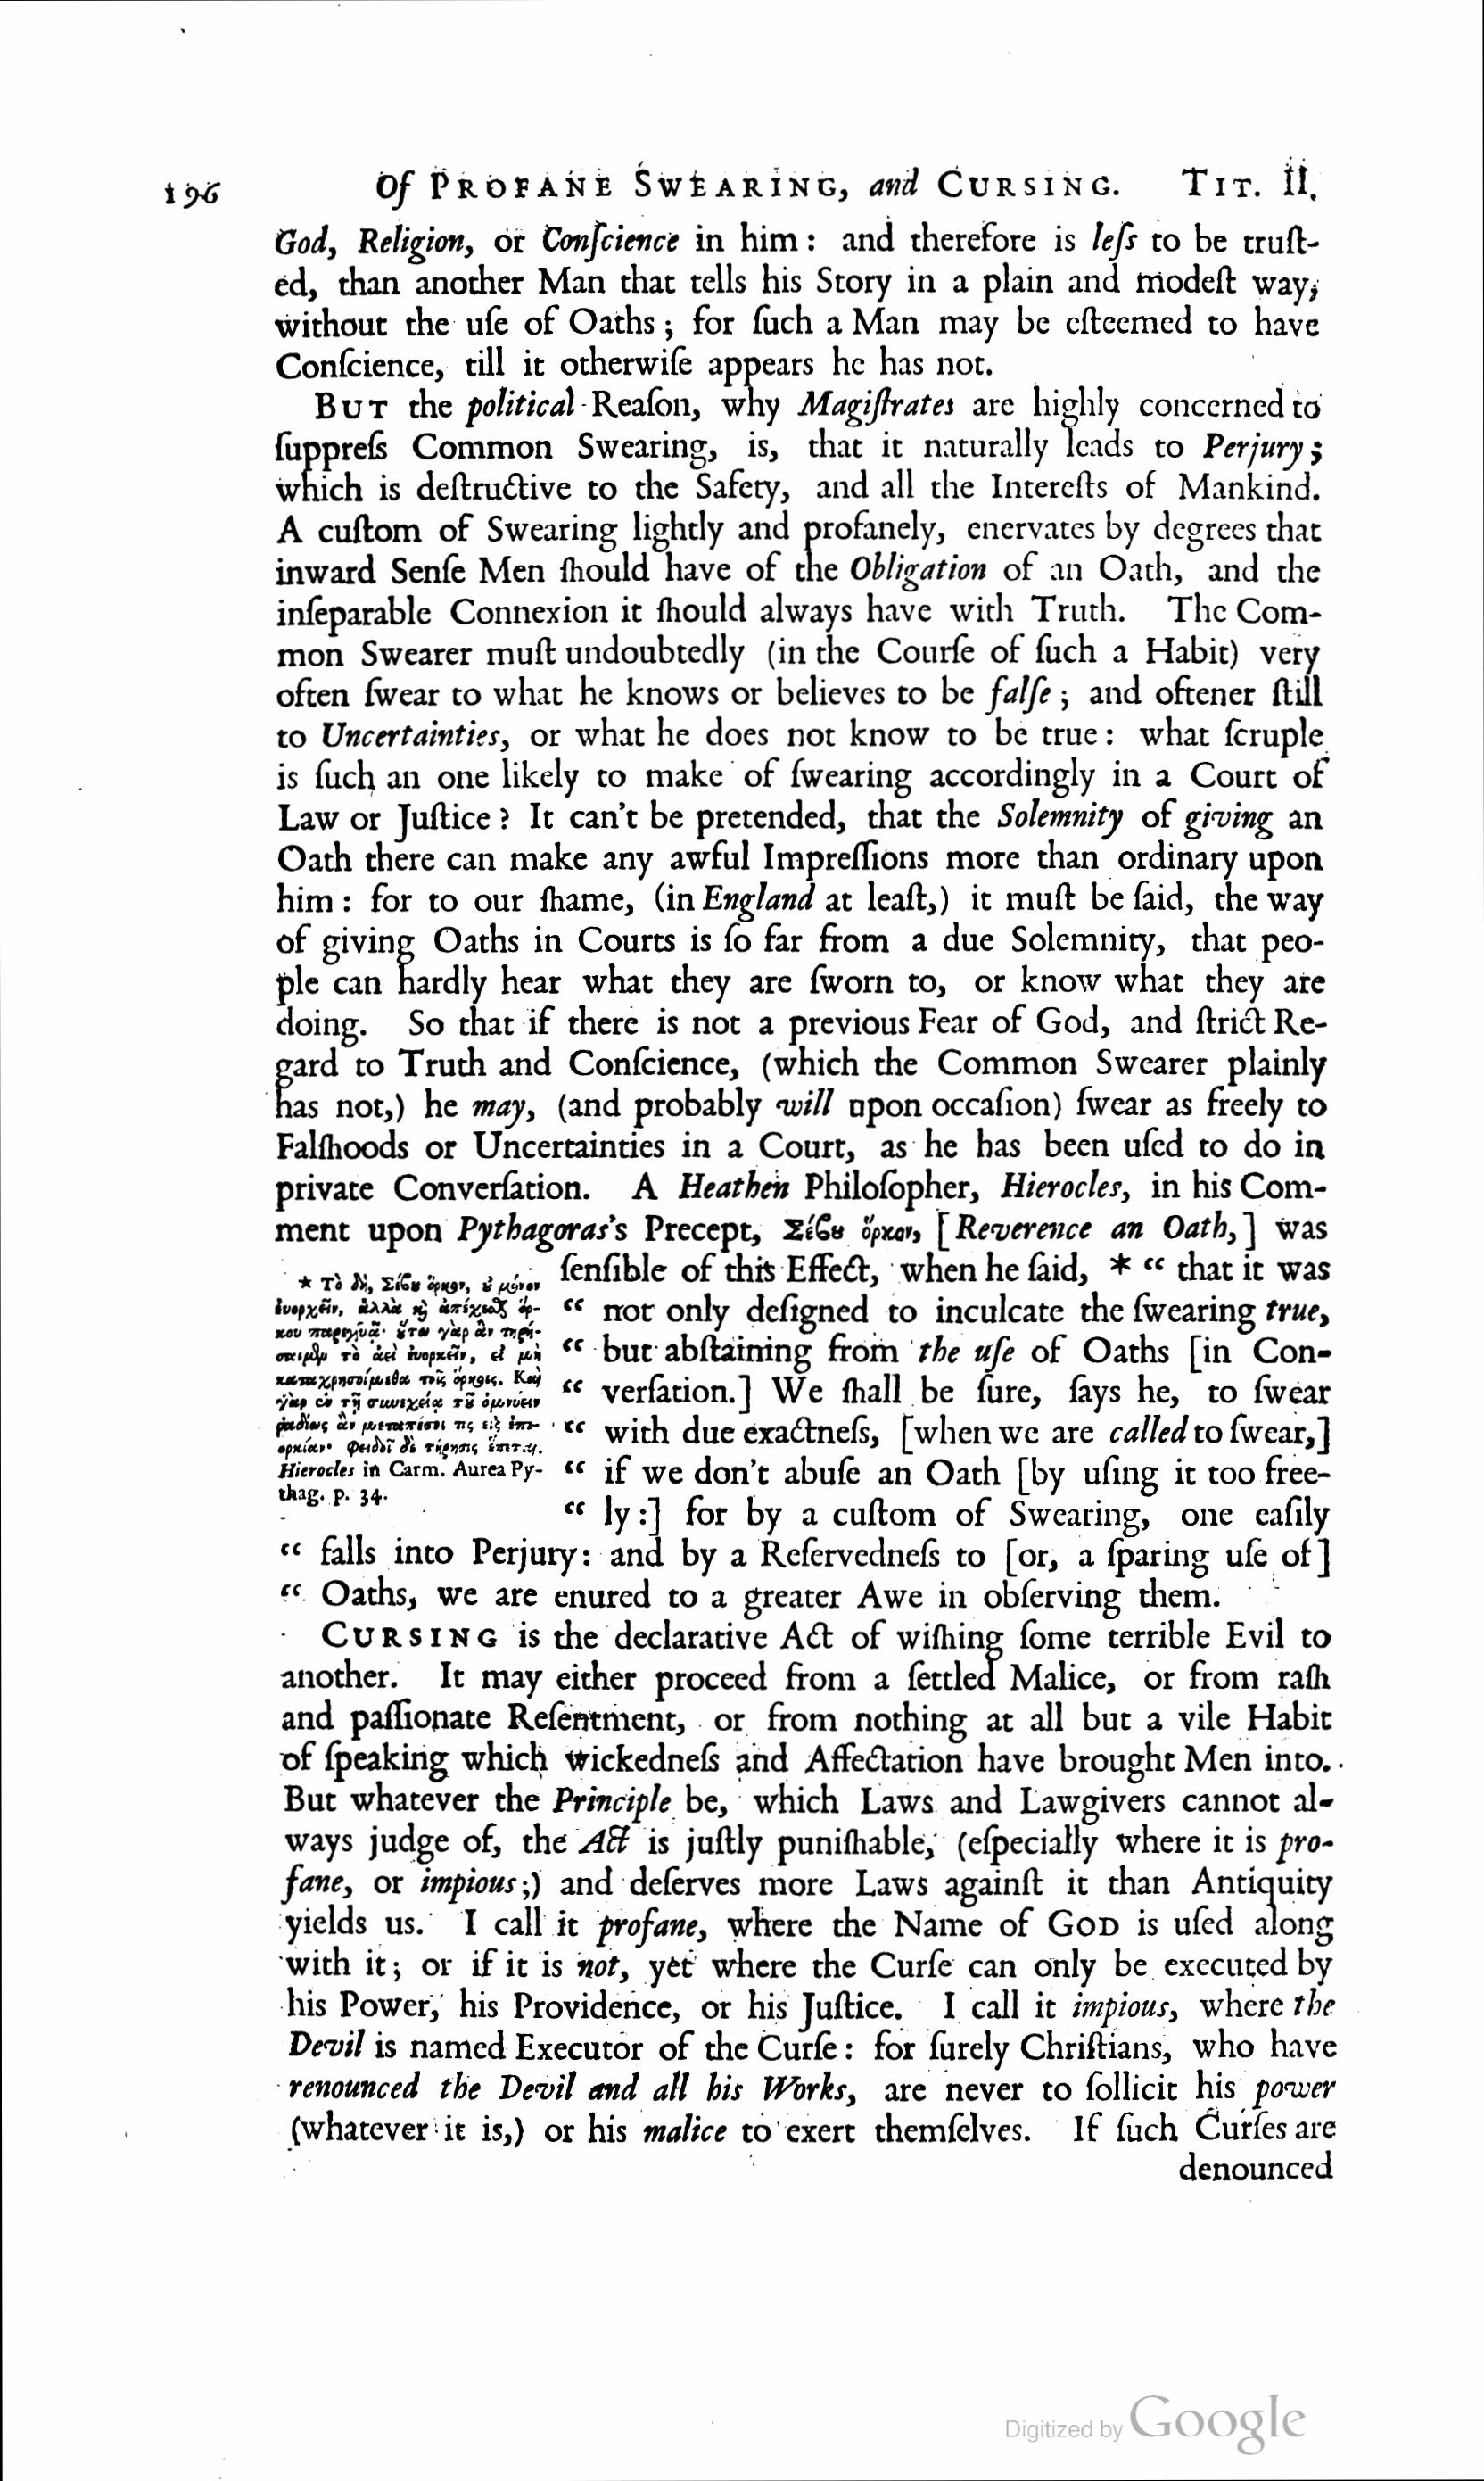 196 Of PROFANE SWEARING, and CURSING. TIT. II.
God, Religion, or Conſcience in him: and therefore is leſs to be truſt-
ed, than another Man that tells his Story in a plain and modeſt way,
without the uſe of Oaths; for ſuch a Man may be eſteemed to have
Conſcience, till it otherwiſe appears he has not.
BUT the political Reaſon, why Magiſtrates are highly concerned to
ſuppreſs Common Swearing, is, that it naturally leads to Perjury;
which is deſtructive to the Safety, and all the Intereſts of Mankind.
A cuſtom of Swearing lightly and profanely, enervates by degrees that
inward Senſe Men ſhould have of the Obligation of an Oath, and the
inſeparable Connexion it ſhould always have with Truth. The Com-
mon Swearer muſt undoubtedly (in the Courſe of ſuch a Habit) very
often ſwear to what he knows or believes to be falſe; and oftener ſtill
to Uncertainties, or what he does not know to be true: what ſcruple
is ſuch an one likely to make of ſwearing accordingly in a Court of
Law or Juſtice? It can't be pretended, that the Solemnity of giving an
Oath there can make any awful Impreſſions more than ordinary upon
him: for to our ſhame, (in England at leaſt,) it muſt be ſaid, the way
of giving Oaths in Courts is ſo far from a due Solemnity, that peo-
ple can hardly hear what they are ſworn to, or know what they are
doing. So that if there is not a previous Fear of God, and ſtrict Re-
gard to Truth and Conſcience, (which the Common Swearer plainly
has not,) he may, (and probably will upon occaſion) ſwear as freely to
Falſhoods or Uncertainties in a Court, as he has been uſed to do in
private Converſation. A Heathen Philoſopher, Hierocles, in his Com-
ment upon Pythagoras's Precept, Σέβου ὅρκον, [Reverence an Oath,] was
ſenſible of this Effect, when he ſaid, * “ that it was
“ not only deſigned to inculcate the ſwearing true,
“ but abſtaining from the uſe of Oaths [in Con-
“ verſation.] We ſhall be ſure, ſays he, to ſwear
“ with due exactneſs, [when we are called to ſwear,]
“ if we don't abuſe an Oath [by uſing it too free-
“ ly:] for by a cuſtom of Swearing, one eaſily
* Τὸ δὴ, Σέβου ὅρκον, οὐ μόνον
εὐορκεῖν, ἀλλὰ καὶ ἀπέχεσθαι ὅρ-
κου παρεγγυᾷ· οὕτω γὰρ ἂν τηρή-
σαιμεν τὸ ἀεὶ εὐορκεῖν, εἰ μὴ
καταχρησαίμεθα τοῖς ὅρκοις. Καὶ
γὰρ ἐν τῇ συνεχείᾳ τοῦ ὀμνύειν
ῥᾳδίως ἂν μεταπέσοι τις εἰς ἐπι-
ορκίαν· φειδοῖ δὲ τήρησις ἕπεται.
Hierocles in Carm. Aurea Py-
thag. p. 34.
“ falls into Perjury: and by a Reſervedneſs to [or, a ſparing uſe of]
“ Oaths, we are enured to a greater Awe in obſerving them.
CURSING is the declarative Act of wiſhing ſome terrible Evil to
another. It may either proceed from a ſettled Malice, or from raſh
and paſſionate Reſentment, or from nothing at all but a vile Habit
of ſpeaking which wickedneſs and Affectation have brought Men into.
But whatever the Principle be, which Laws and Lawgivers cannot al-
ways judge of, the Act is juſtly puniſhable, (eſpecially where it is pro-
fane, or impious;) and deſerves more Laws againſt it than Antiquity
yields us. I call it profane, where the Name of GOD is uſed along
with it; or if it is not, yet where the Curſe can only be executed by
his Power, his Providence, or his Juſtice. I call it impious, where the
Devil is named Executor of the Curſe: for ſurely Chriſtians, who have
renounced the Devil and all his Works, are never to ſollicit his power
(whatever it is,) or his malice to exert themſelves. If ſuch Curſes are
denounced
Digitized by Google